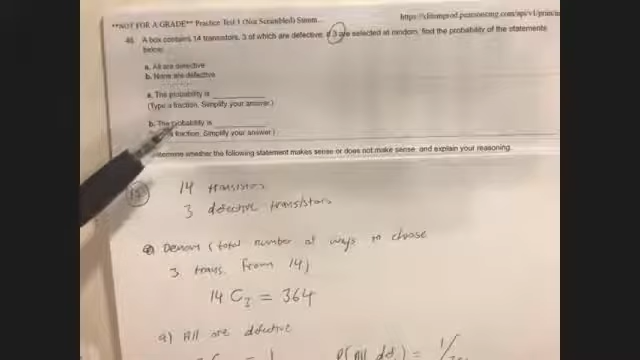 **NOT FOR A GRADE** Practice Test 1 (Not Scrambled) Summ...
https://xlitemprod.pearsoncmg.com/api/v1/print/m
46. A box contains 14 transistors, 3 of which are defective. If 3 are selected at random, find the probability of the statements
below.
a. All are defective
b. None are defective
a. The probability is
(Type a fraction. Simplify your answer.)
b. The probability is
a fraction. Simplify your answer.)
etermine whether the following statement makes sense or does not make sense, and explain your reasoning.
14 transistors
3 defective transistors
Denom (total number of ways to choose
3 trans. from 14)
14 C3 = 364
a) All are defective
= 1
P(All def.) = 1/